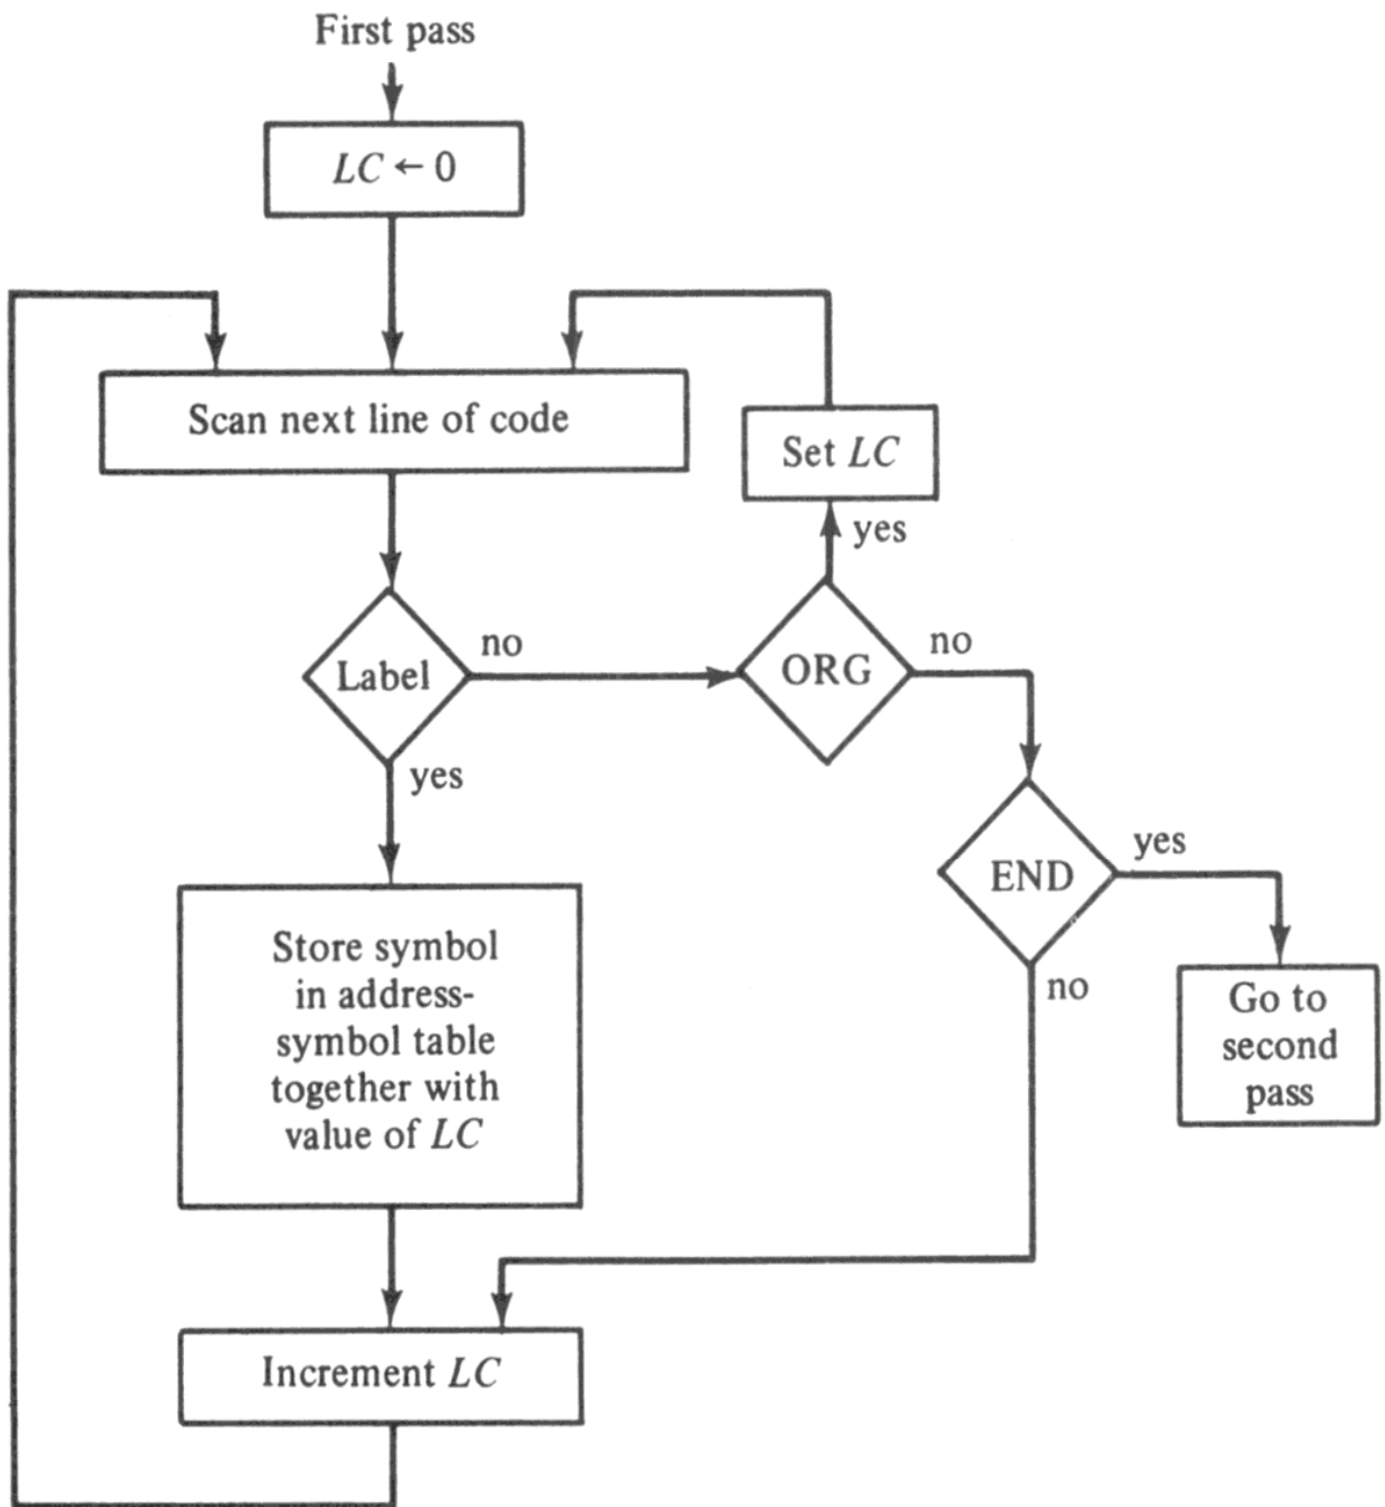 First pass
LC ← 0
Scan next line of code
Set LC
yes
Label
no
ORG
no
yes
END
yes
no
Store symbol
in address-
symbol table
together with
value of LC
Go to
second
pass
Increment LC